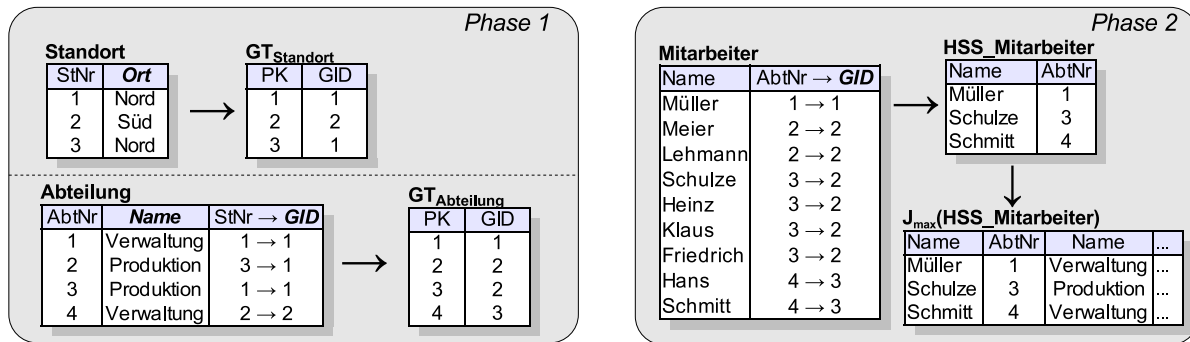 Phase 1
Standort
StNr Ort
1 Nord
2 Süd
3 Nord
GT_Standort
PK GID
1 1
2 2
3 1
Abteilung
AbtNr Name StNr → GID
1 Verwaltung 1 → 1
2 Produktion 3 → 1
3 Produktion 1 → 1
4 Verwaltung 2 → 2
GT_Abteilung
PK GID
1 1
2 2
3 2
4 3
Phase 2
Mitarbeiter
Name AbtNr → GID
Müller 1 → 1
Meier 2 → 2
Lehmann 2 → 2
Schulze 3 → 2
Heinz 3 → 2
Klaus 3 → 2
Friedrich 3 → 2
Hans 4 → 3
Schmitt 4 → 3
HSS_Mitarbeiter
Name AbtNr
Müller 1
Schulze 3
Schmitt 4
J_max(HSS_Mitarbeiter)
Name AbtNr Name ...
Müller 1 Verwaltung ...
Schulze 3 Produktion ...
Schmitt 4 Verwaltung ...